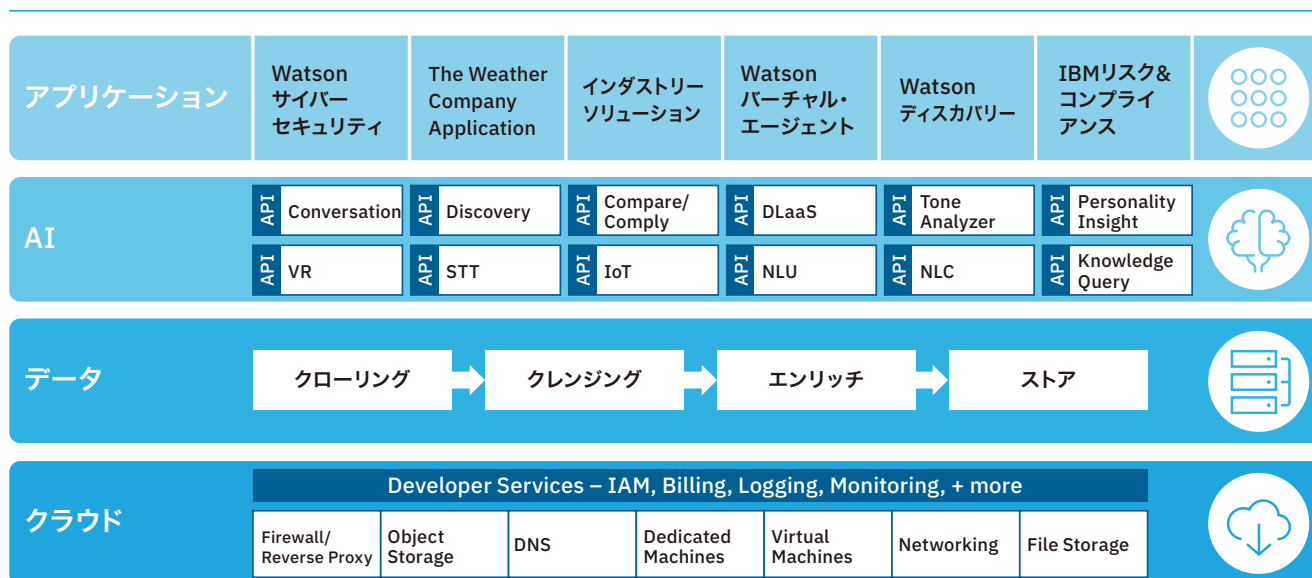 アプリケーション
Watson
サイバー
セキュリティ
The Weather
Company
Application
インダストリー
ソリューション
Watson
バーチャル・
エージェント
Watson
ディスカバリー
IBMリスク&
コンプライ
アンス
AI
API
Conversation
API
Discovery
API
Compare/
Comply
API
DLaaS
API
Tone
Analyzer
API
Personality
Insight
API
VR
API
STT
API
IoT
API
NLU
API
NLC
API
Knowledge
Query
データ
クローリング
クレンジング
エンリッチ
ストア
クラウド
Developer Services – IAM, Billing, Logging, Monitoring, + more
Firewall/
Reverse Proxy
Object
Storage
DNS
Dedicated
Machines
Virtual
Machines
Networking
File Storage